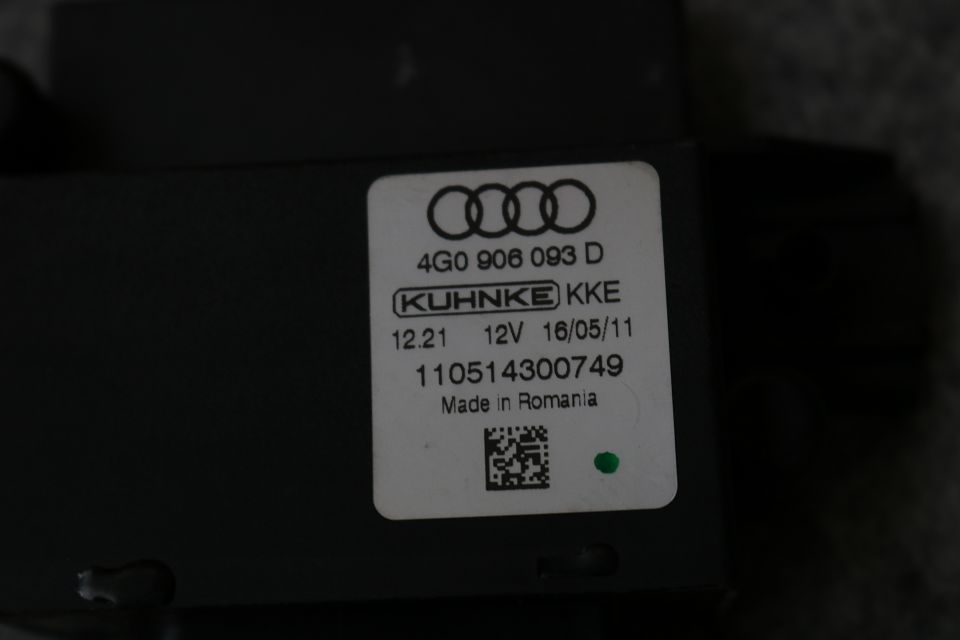 4G0 906 093 D
KUHNKE KKE
12.21 12V 16/05/11
110514300749
Made in Romania